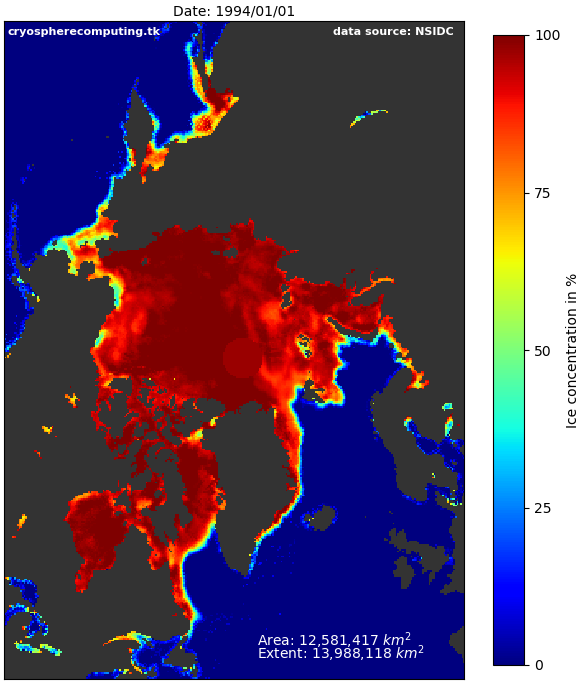 Date: 1994/01/01
cryospherecomputing.tk
data source: NSIDC
100
75
50
25
0
Ice concentration in %
Area: 12,581,417 km²
Extent: 13,988,118 km²